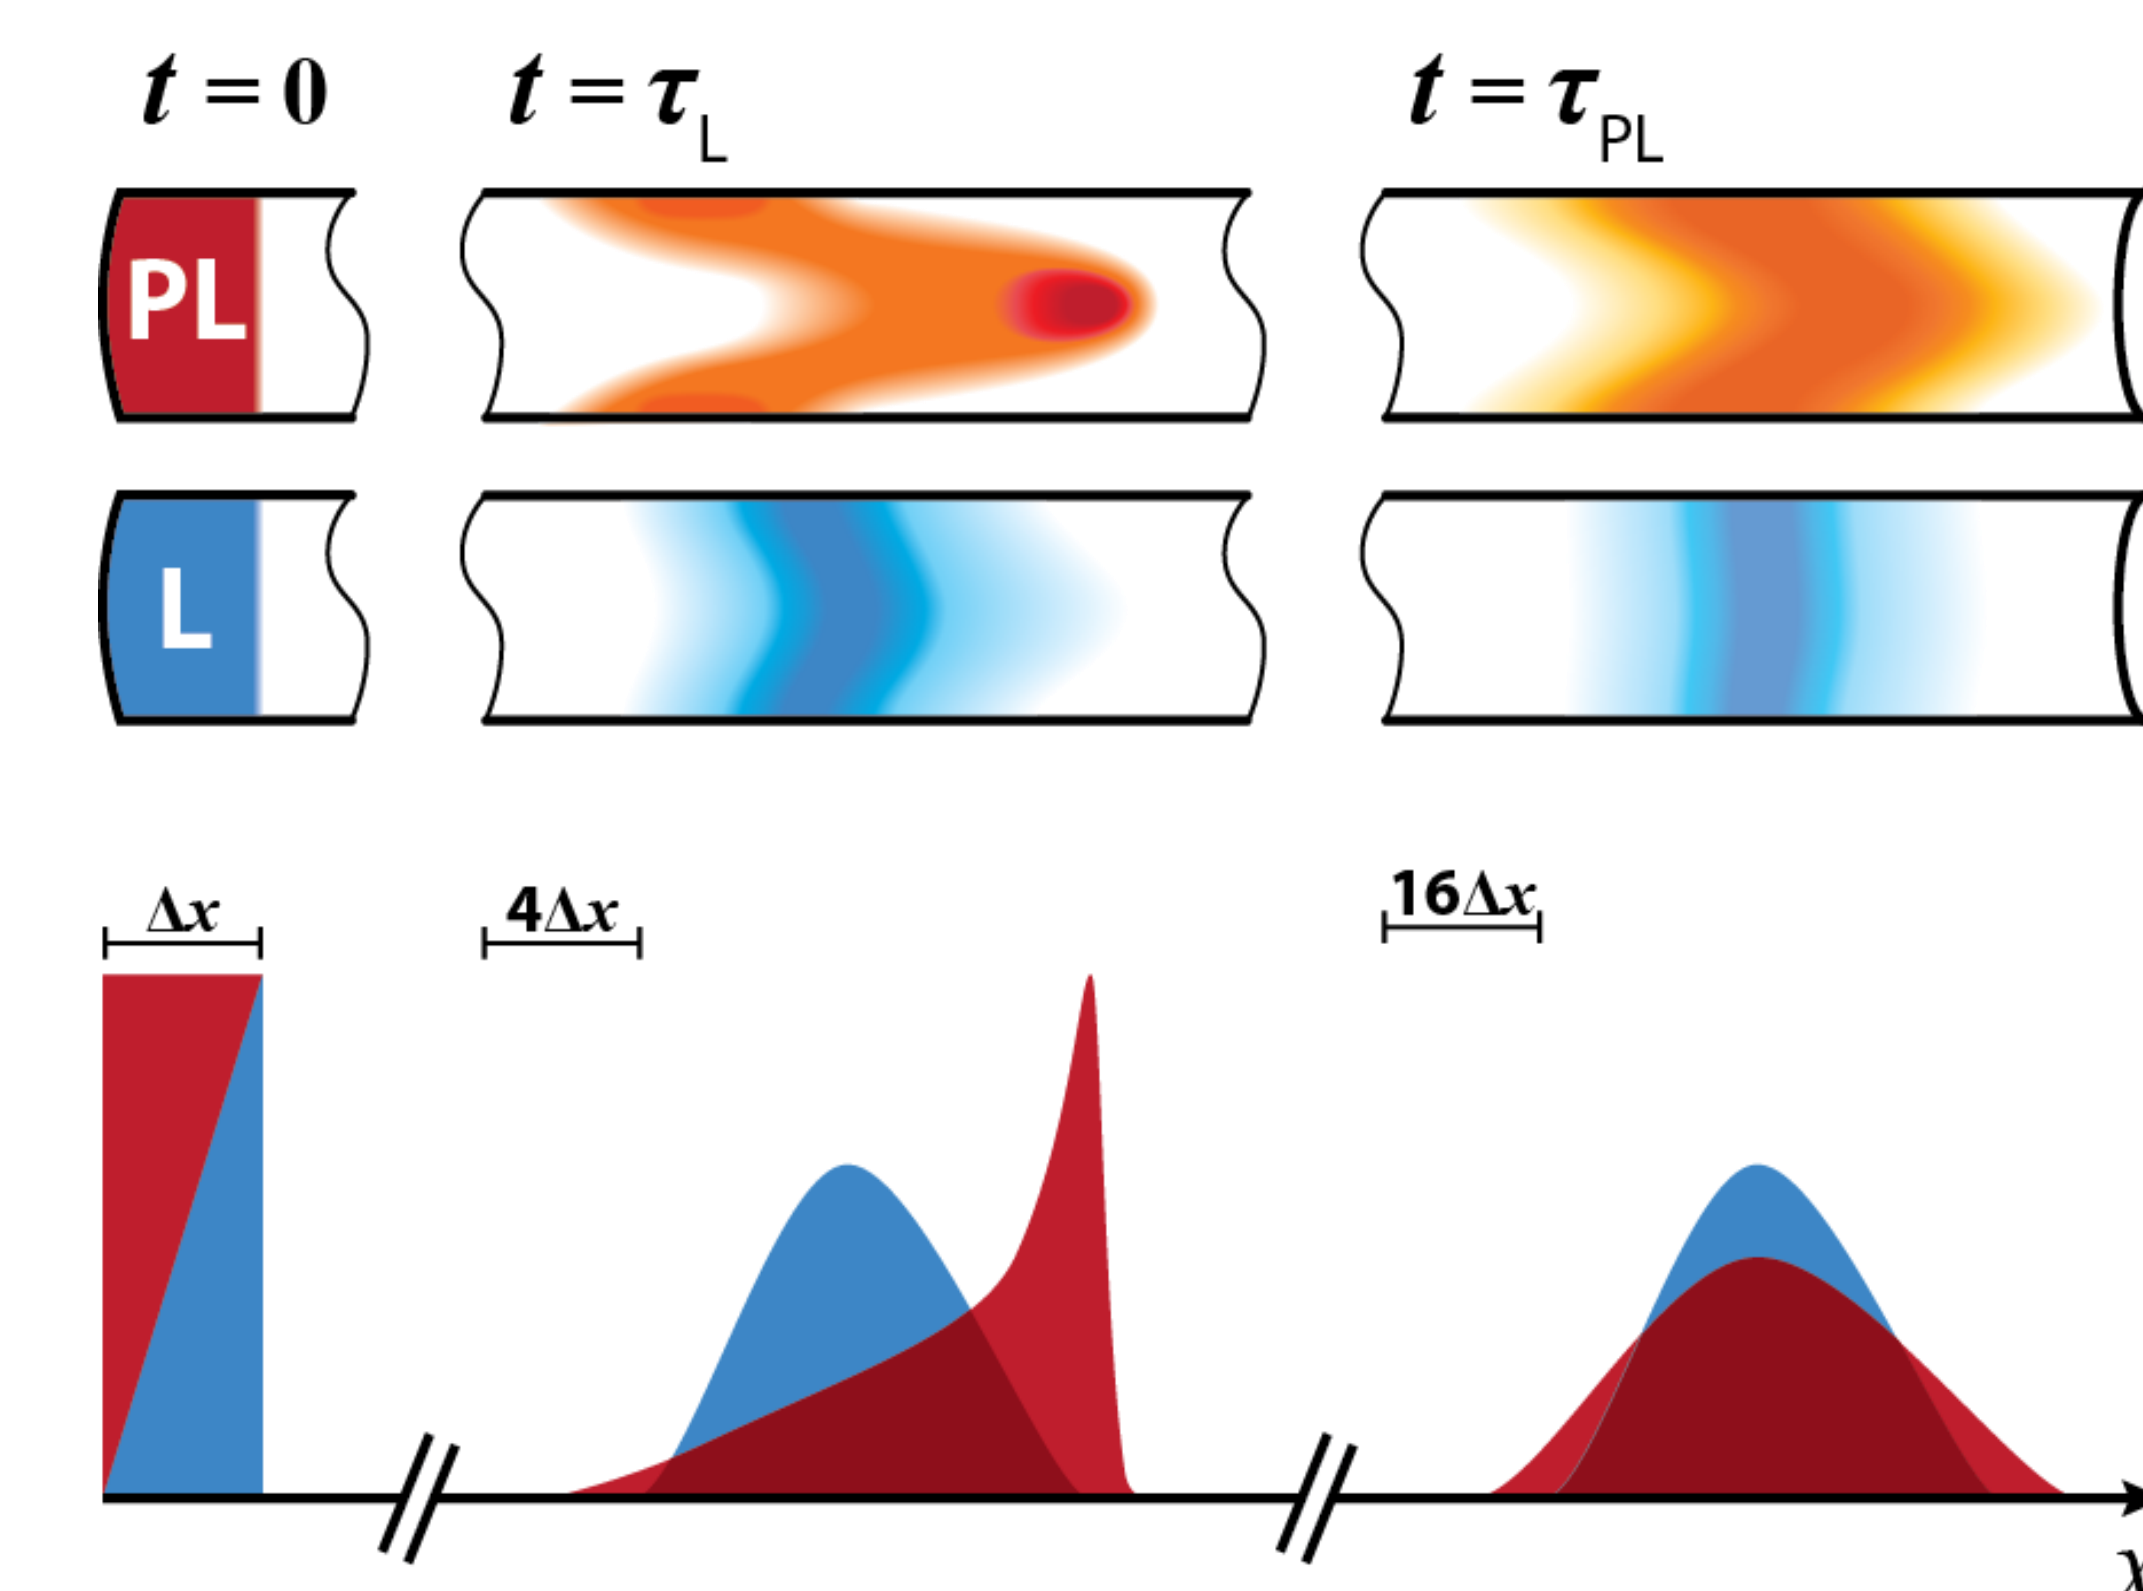 t = 0
t = τL
t = τPL
PL
L
Δx
4Δx
16Δx
x